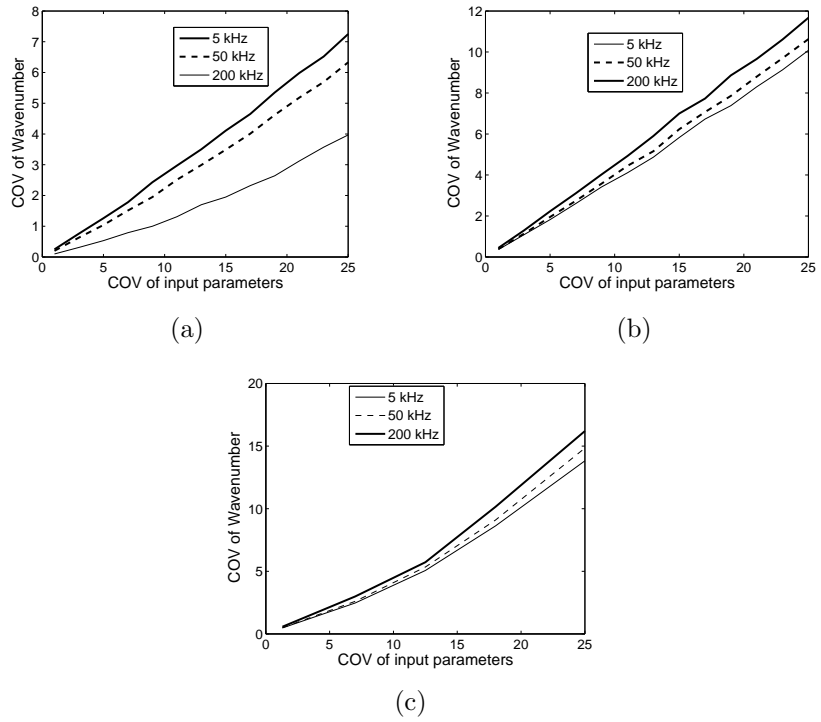 8
7
6
5
4
3
2
1
0
COV of Wavenumber
5 kHz
50 kHz
200 kHz
0 5 10 15 20 25
COV of input parameters
(a)
12
10
8
6
4
2
0
COV of Wavenumber
5 kHz
50 kHz
200 kHz
0 5 10 15 20 25
COV of input parameters
(b)
20
15
10
5
0
COV of Wavenumber
5 kHz
50 kHz
200 kHz
0 5 10 15 20 25
COV of input parameters
(c)